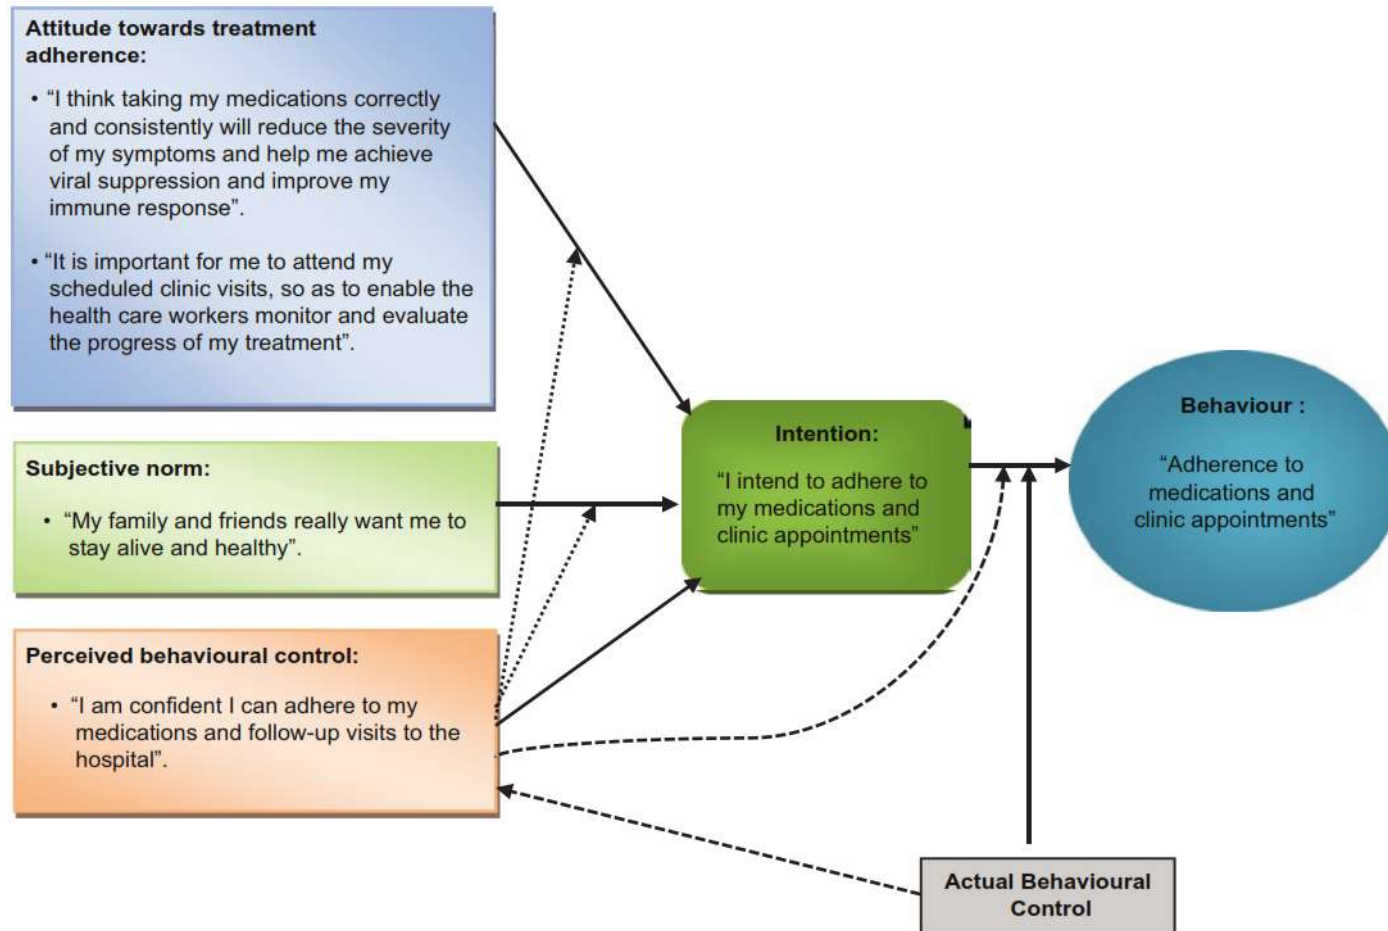 Attitude towards treatment
adherence:
• “I think taking my medications correctly
and consistently will reduce the severity
of my symptoms and help me achieve
viral suppression and improve my
immune response”.
• “It is important for me to attend my
scheduled clinic visits, so as to enable the
health care workers monitor and evaluate
the progress of my treatment”.
Subjective norm:
• “My family and friends really want me to
stay alive and healthy”.
Perceived behavioural control:
• “I am confident I can adhere to my
medications and follow-up visits to the
hospital”.
Intention:
“I intend to adhere to
my medications and
clinic appointments”
Behaviour :
“Adherence to
medications and
clinic appointments”
Actual Behavioural
Control